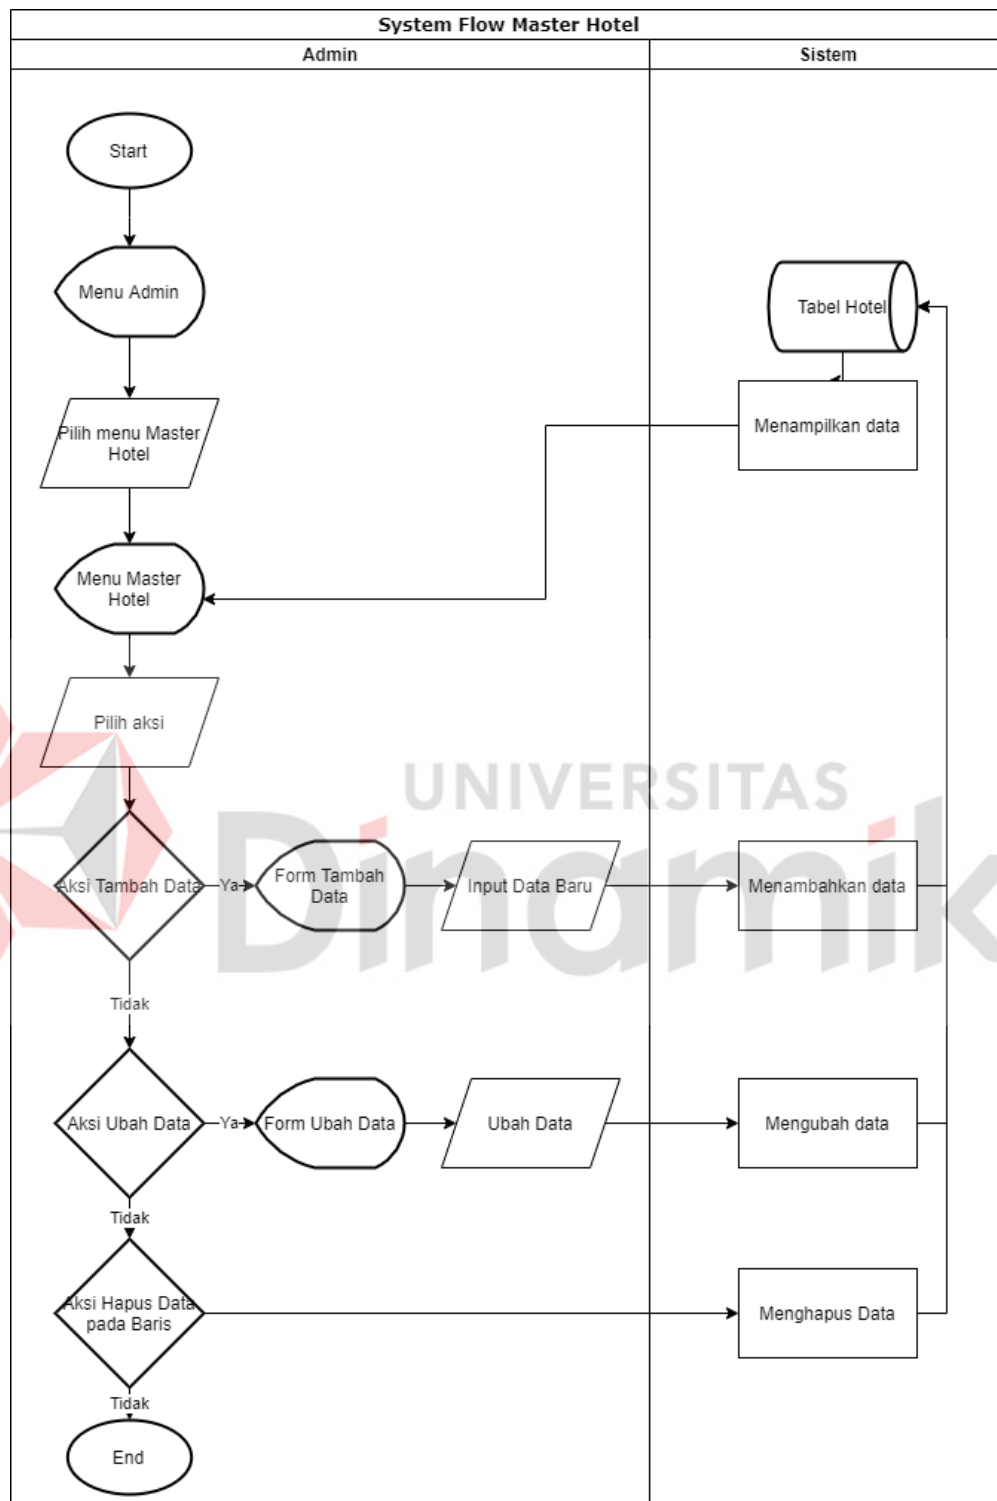 System Flow Master Hotel
Admin
Sistem
Start
Menu Admin
Tabel Hotel
Pilih menu Master
Hotel
Menampilkan data
Menu Master
Hotel
Pilih aksi
UNIVERSITAS
Dinamika
Aksi Tambah Data
Ya
Form Tambah
Data
Input Data Baru
Menambahkan data
Tidak
Aksi Ubah Data
Ya
Form Ubah Data
Ubah Data
Mengubah data
Tidak
Aksi Hapus Data
pada Baris
Menghapus Data
Tidak
End